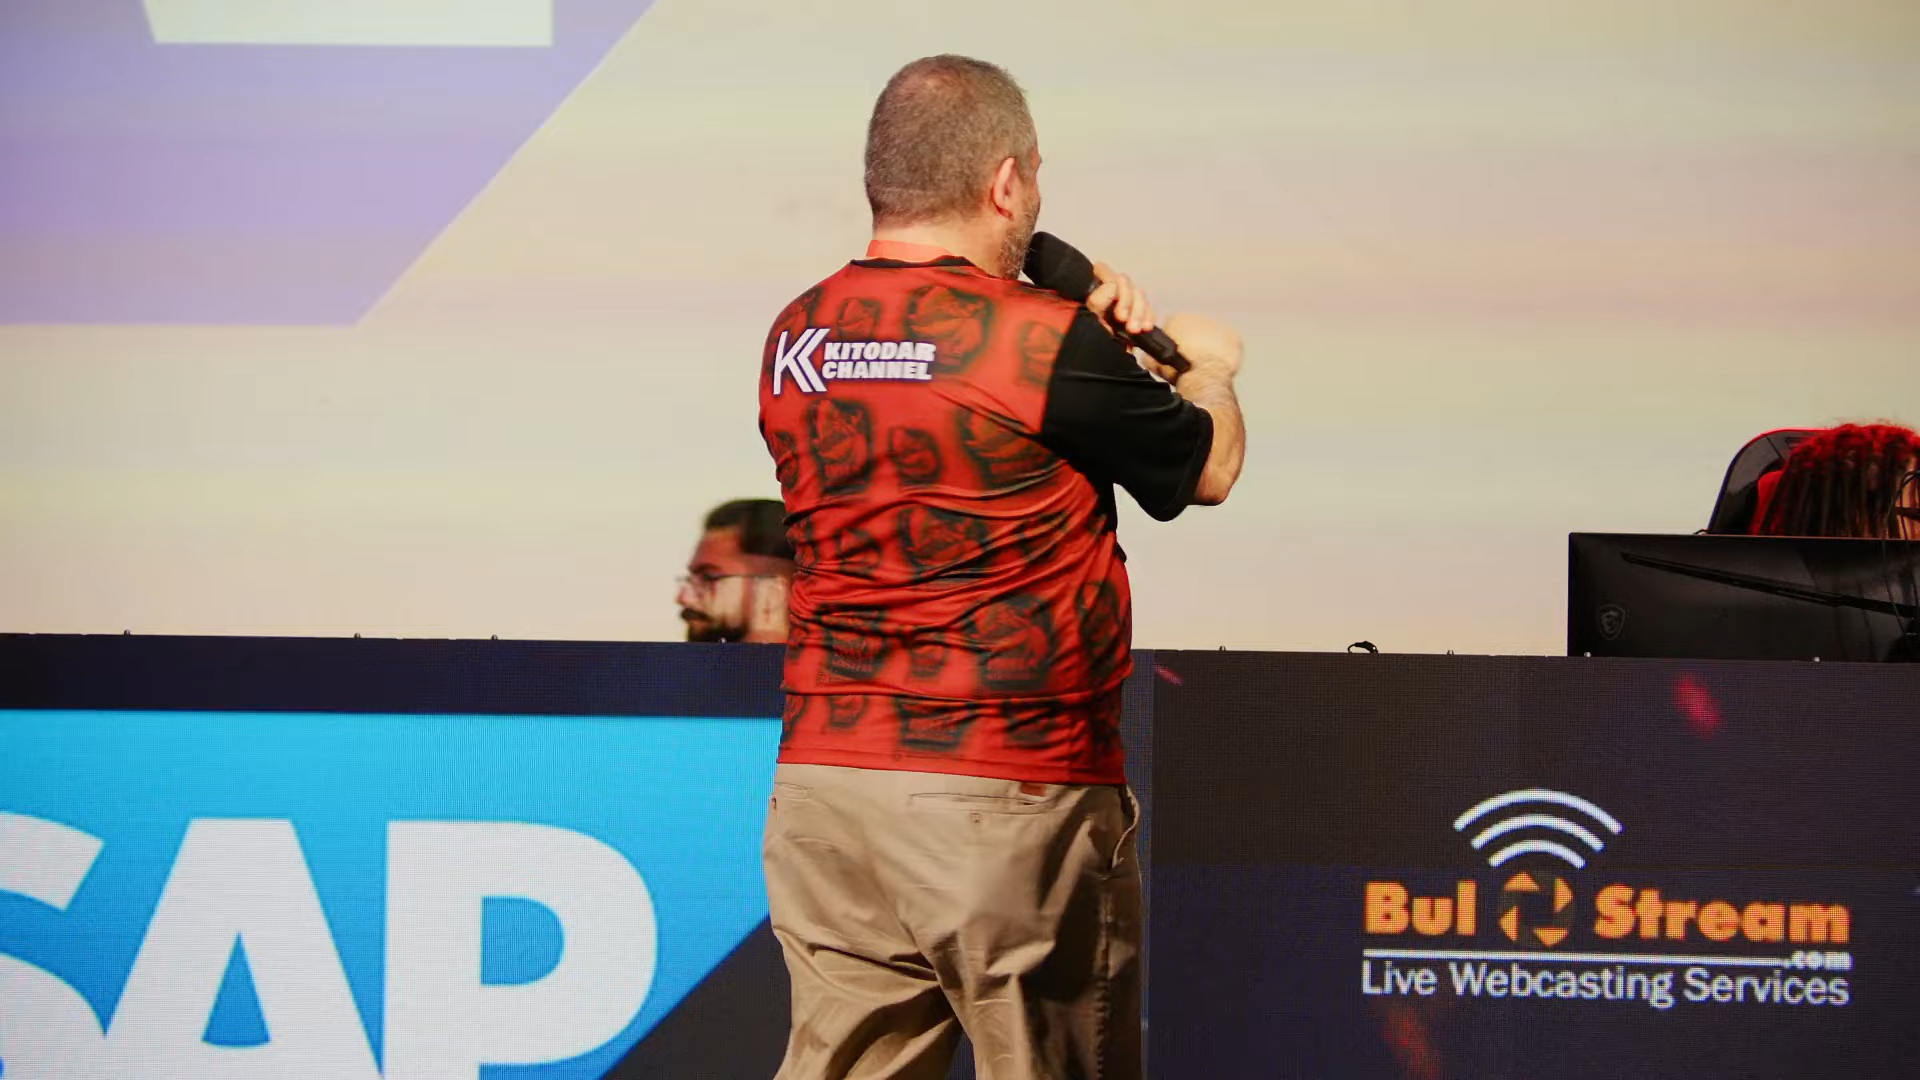 KITODAR
CHANNEL
SAP
Bul Stream
.com
Live Webcasting Services